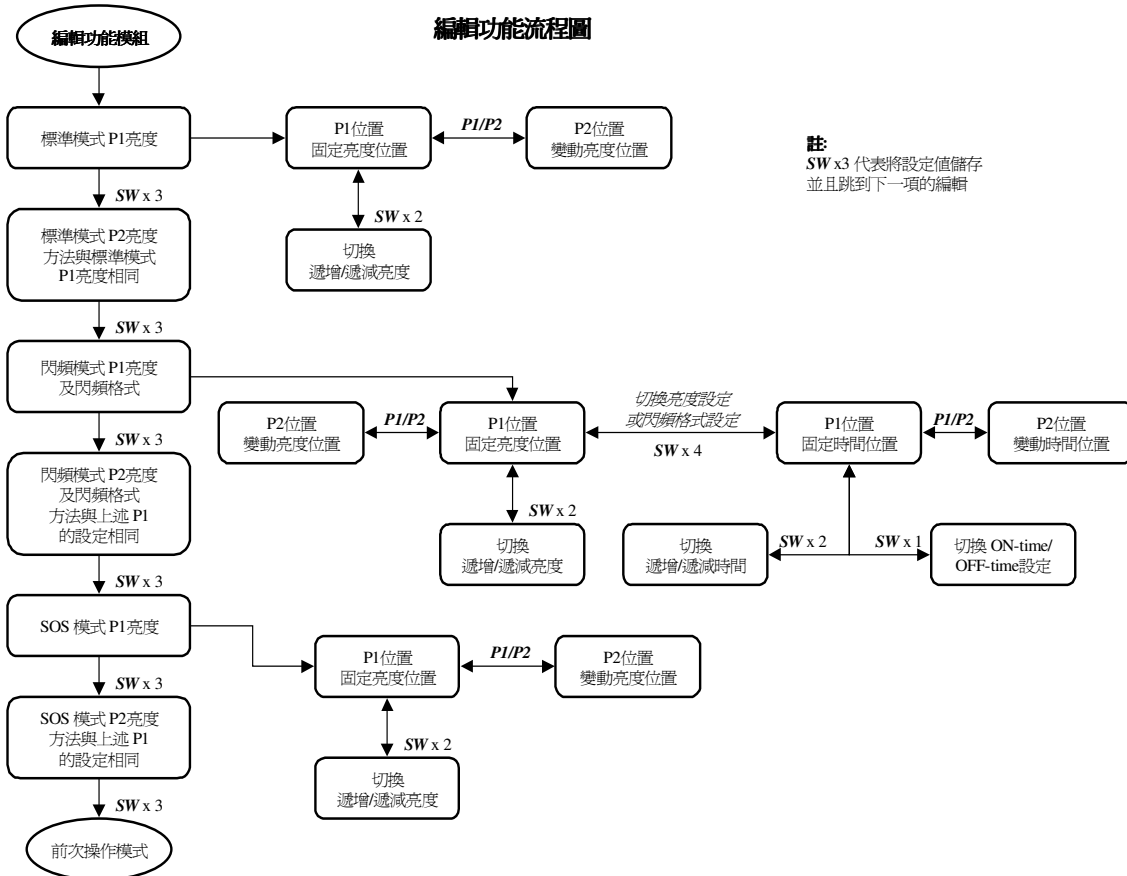 編輯功能流程圖
編輯功能模組
標準模式 P1亮度
P1位置
固定亮度位置
P1/P2
P2位置
變動亮度位置
註:
SW x3 代表將設定值儲存
並且跳到下一項的編輯
SW x 3
SW x 2
切換
遞增/遞減亮度
標準模式 P2亮度
方法與標準模式
P1亮度相同
SW x 3
閃頻模式 P1亮度
及閃頻格式
P2位置
變動亮度位置
P1/P2
P1位置
固定亮度位置
切換亮度設定
或閃頻格式設定
SW x 4
P1位置
固定時間位置
P1/P2
P2位置
變動時間位置
SW x 3
閃頻模式 P2亮度
及閃頻格式
方法與上述 P1
的設定相同
SW x 2
切換
遞增/遞減亮度
切換
遞增/遞減時間
SW x 2
SW x 1
切換 ON-time/
OFF-time設定
SW x 3
SOS 模式 P1亮度
P1位置
固定亮度位置
P1/P2
P2位置
變動亮度位置
SW x 3
SOS 模式 P2亮度
方法與上述 P1
的設定相同
SW x 2
切換
遞增/遞減亮度
SW x 3
前次操作模式